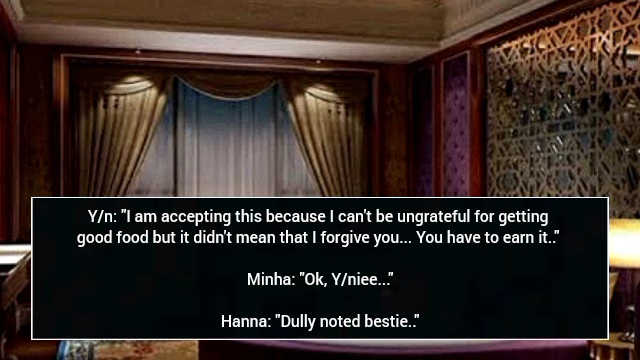 Y/n: "I am accepting this because I can't be ungrateful for getting
good food but it didn't mean that I forgive you... You have to earn it.."
Minha: "Ok, Y/niee..."
Hanna: "Dully noted bestie.."